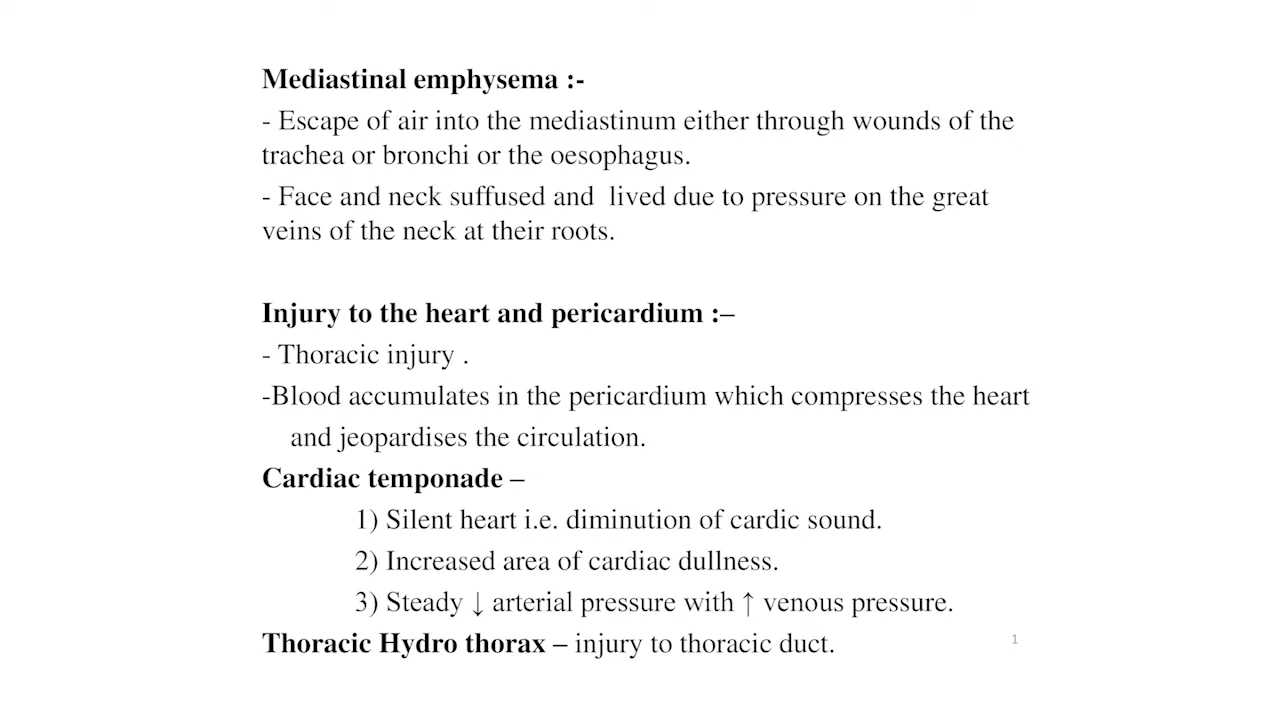 Mediastinal emphysema :-
- Escape of air into the mediastinum either through wounds of the
trachea or bronchi or the oesophagus.
- Face and neck suffused and  lived due to pressure on the great
veins of the neck at their roots.
Injury to the heart and pericardium :–
- Thoracic injury .
-Blood accumulates in the pericardium which compresses the heart
and jeopardises the circulation.
Cardiac temponade –
1) Silent heart i.e. diminution of cardic sound.
2) Increased area of cardiac dullness.
3) Steady ↓ arterial pressure with ↑ venous pressure.
Thoracic Hydro thorax – injury to thoracic duct.
1